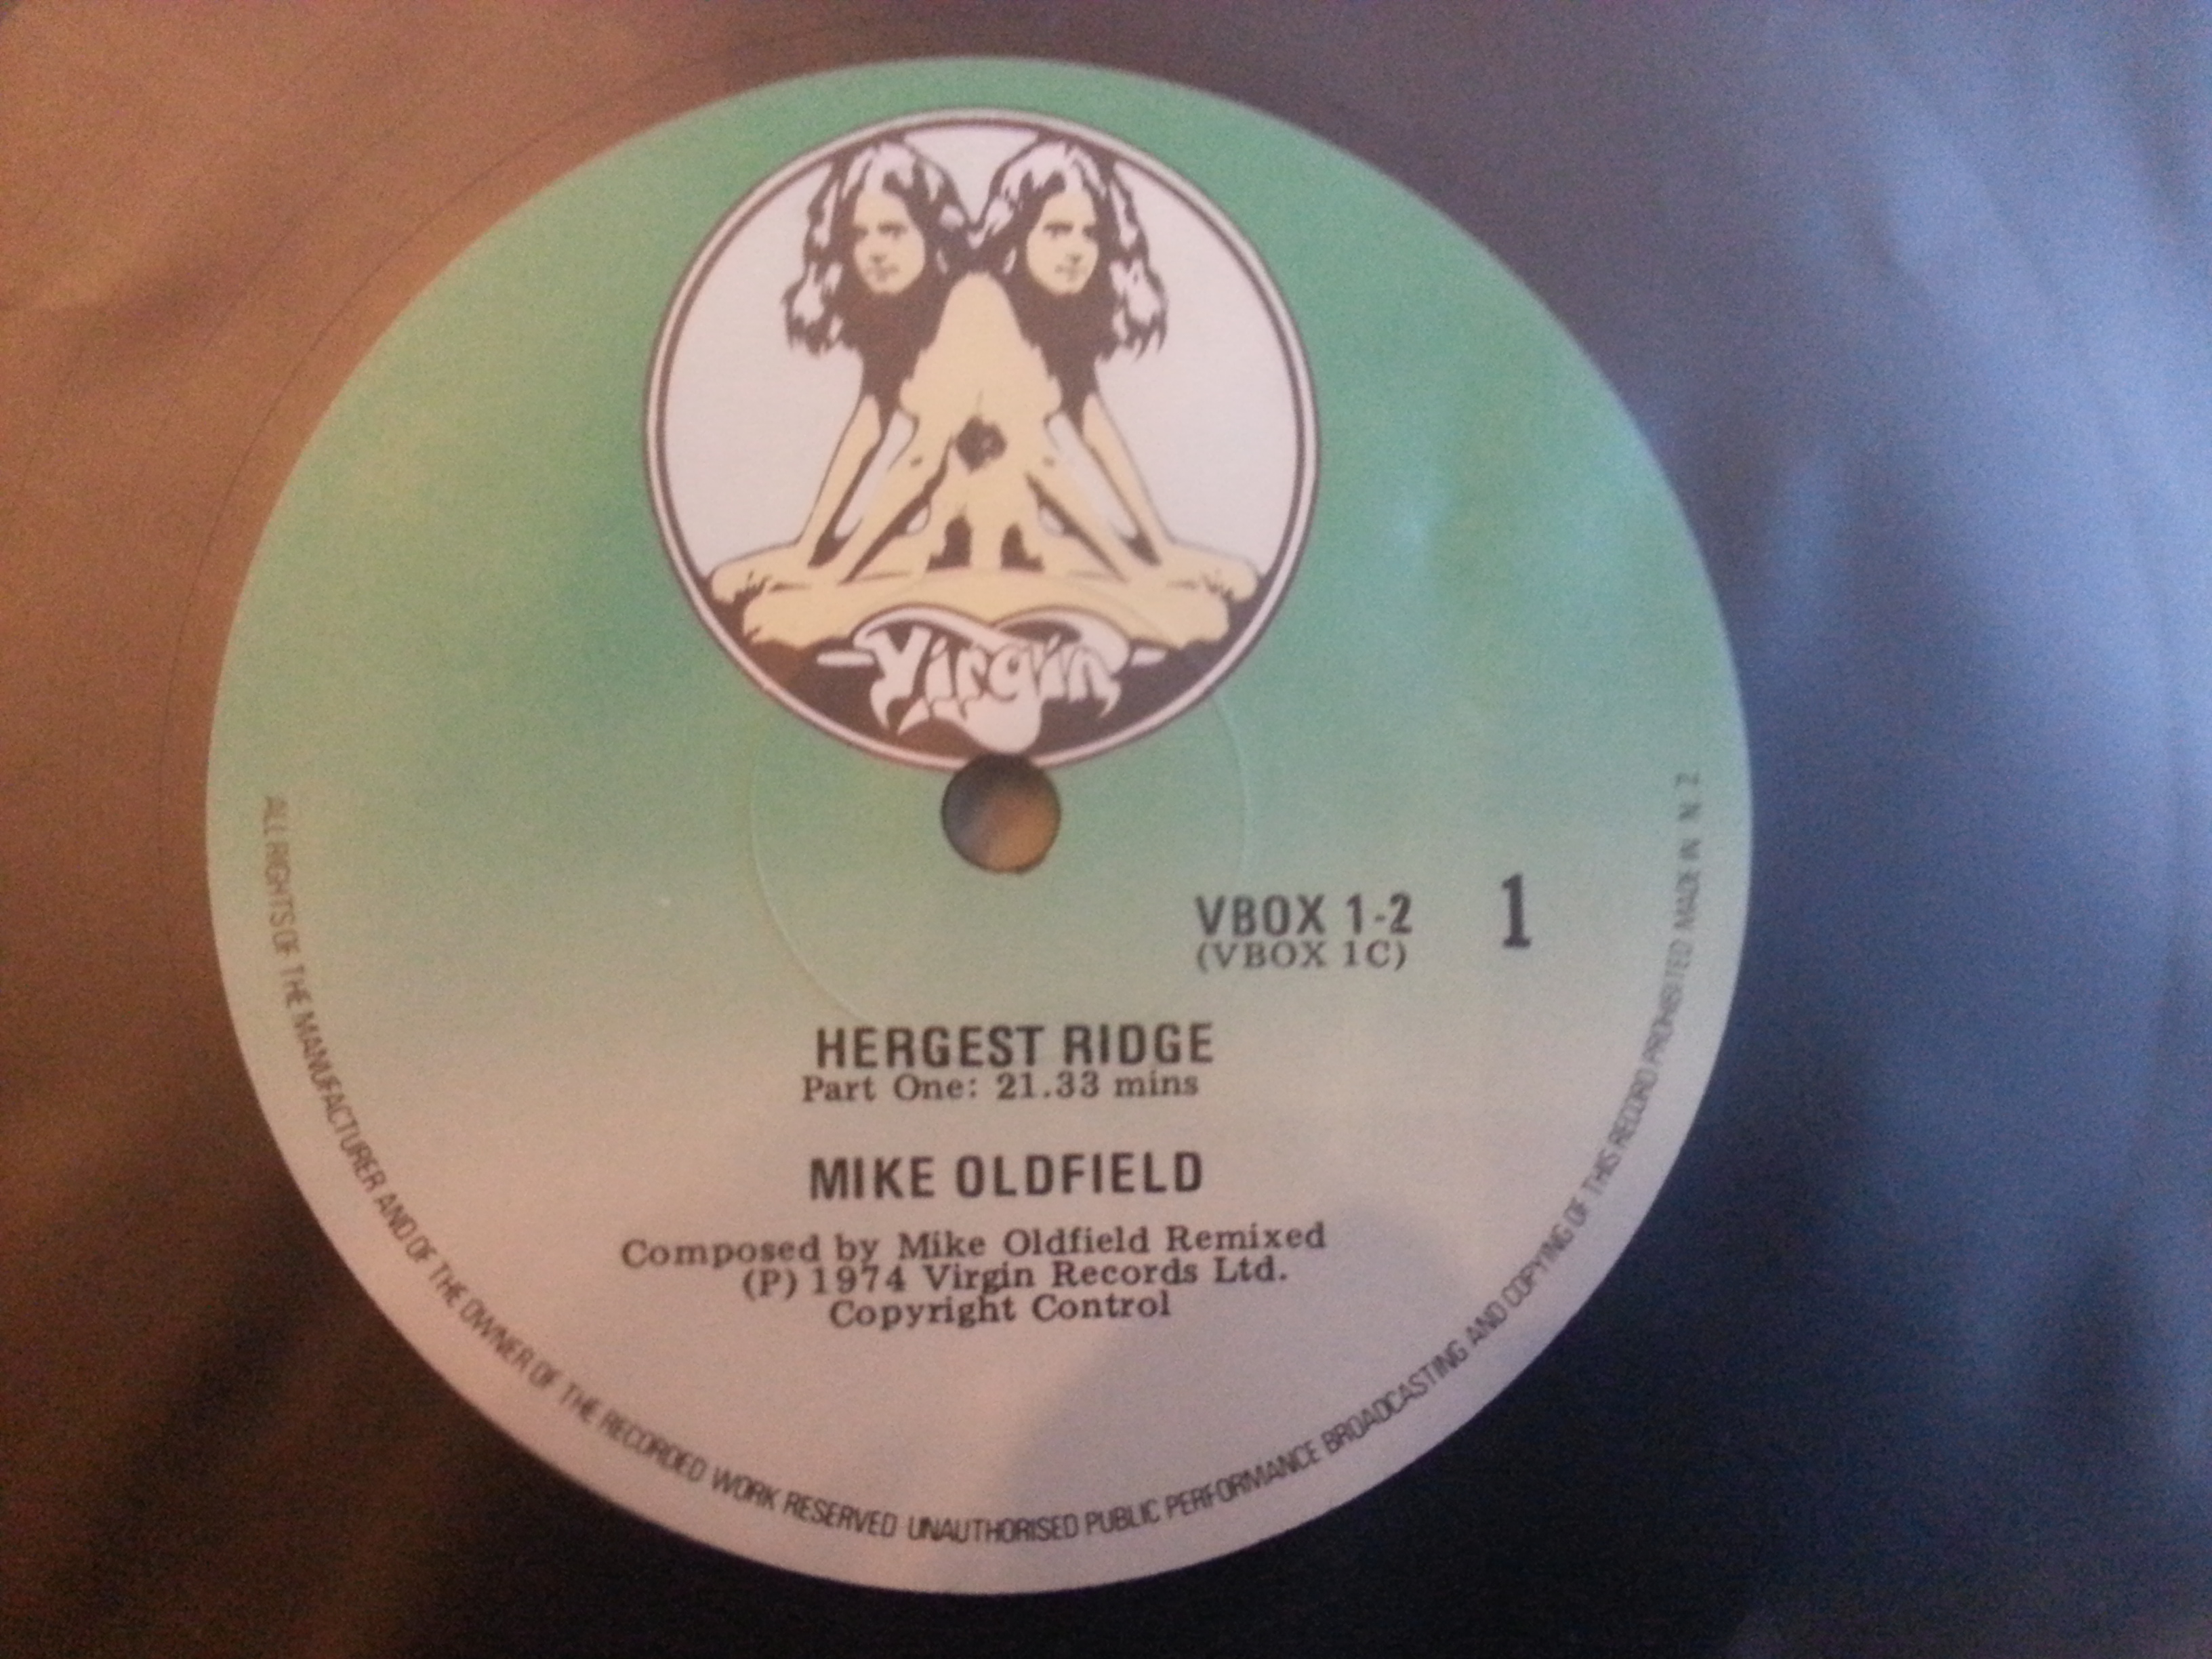 Virgin
VBOX 1-2 1
(VBOX 1C)
HERGEST RIDGE
Part One: 21.33 mins
MIKE OLDFIELD
Composed by Mike Oldfield Remixed
(P) 1974 Virgin Records Ltd.
Copyright Control
ALL RIGHTS OF THE MANUFACTURER AND OF THE OWNER OF THE RECORDED WORK RESERVED UNAUTHORISED PUBLIC PERFORMANCE BROADCASTING AND COPYING OF THIS RECORD PROHIBITED MADE IN N Z